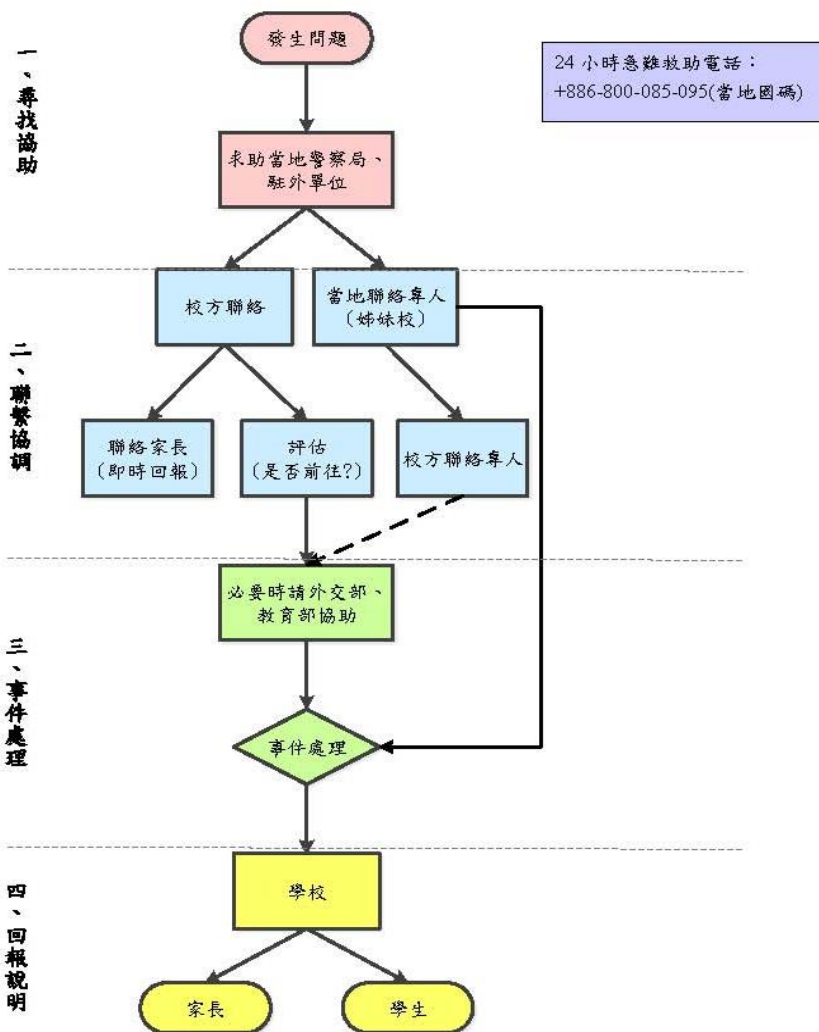 發生問題
24 小時急難救助電話：
+886-800-085-095(當地國碼)
一、尋找協助
求助當地警察局、
駐外單位
校方聯絡
當地聯絡專人
(姊妹校)
二、聯繫協調
聯絡家長
(即時回報)
評估
(是否前往?)
校方聯絡專人
必要時請外交部、
教育部協助
三、事件處理
事件處理
四、回報說明
學校
家長
學生